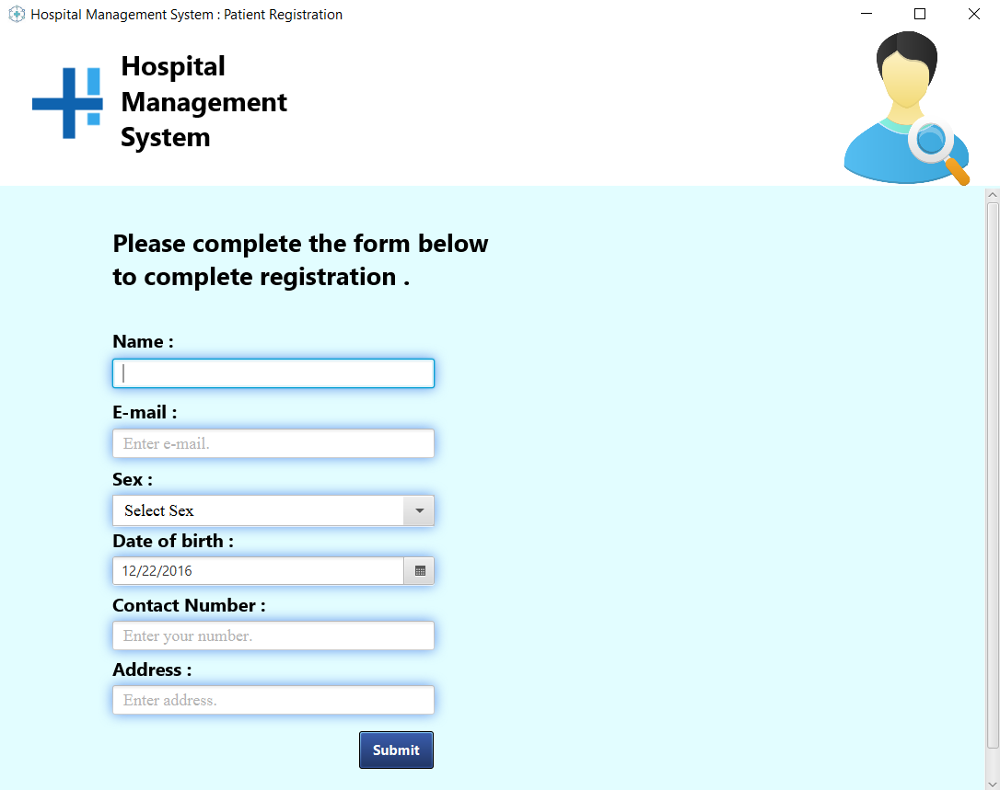 Hospital Management System : Patient Registration
Hospital
Management
System
Please complete the form below
to complete registration .
Name :
E-mail :
Enter e-mail.
Sex :
Select Sex
Date of birth :
12/22/2016
Contact Number :
Enter your number.
Address :
Enter address.
Submit